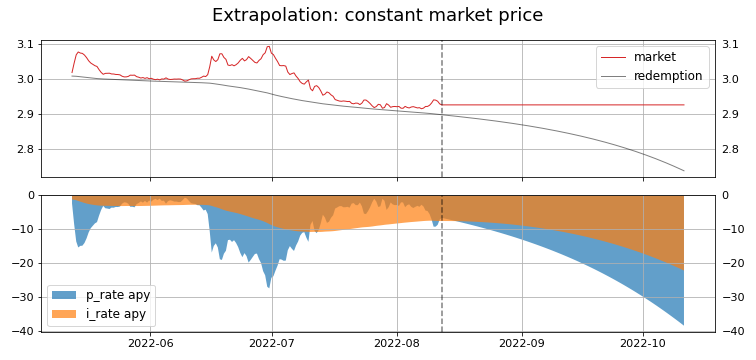 Extrapolation: constant market price
3.1 3.1
3.0 3.0
2.9 2.9
2.8 2.8
market
redemption
0 0
−10 −10
−20 −20
−30 −30
−40 −40
p_rate apy
i_rate apy
2022-06 2022-07 2022-08 2022-09 2022-10